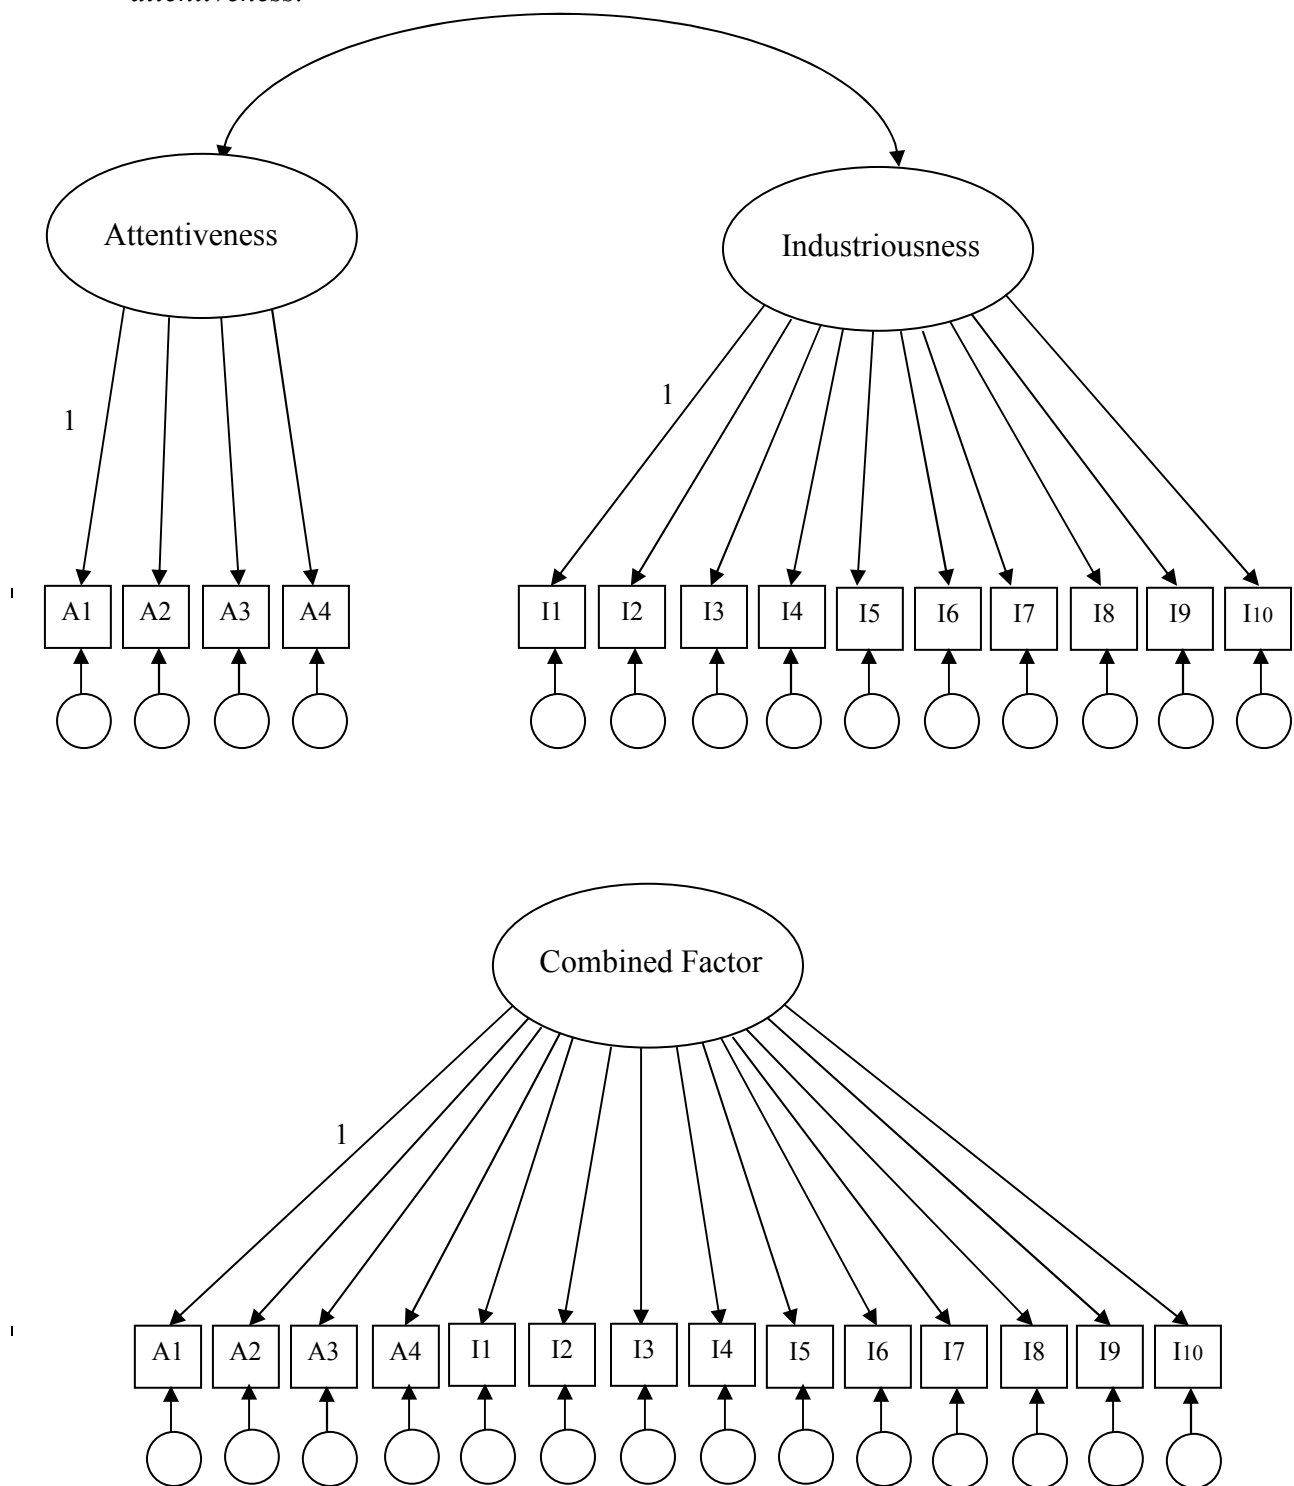 attentiveness.
Attentiveness
Industriousness
1
1
A1 A2 A3 A4 I1 I2 I3 I4 I5 I6 I7 I8 I9 I10
Combined Factor
1
A1 A2 A3 A4 I1 I2 I3 I4 I5 I6 I7 I8 I9 I10